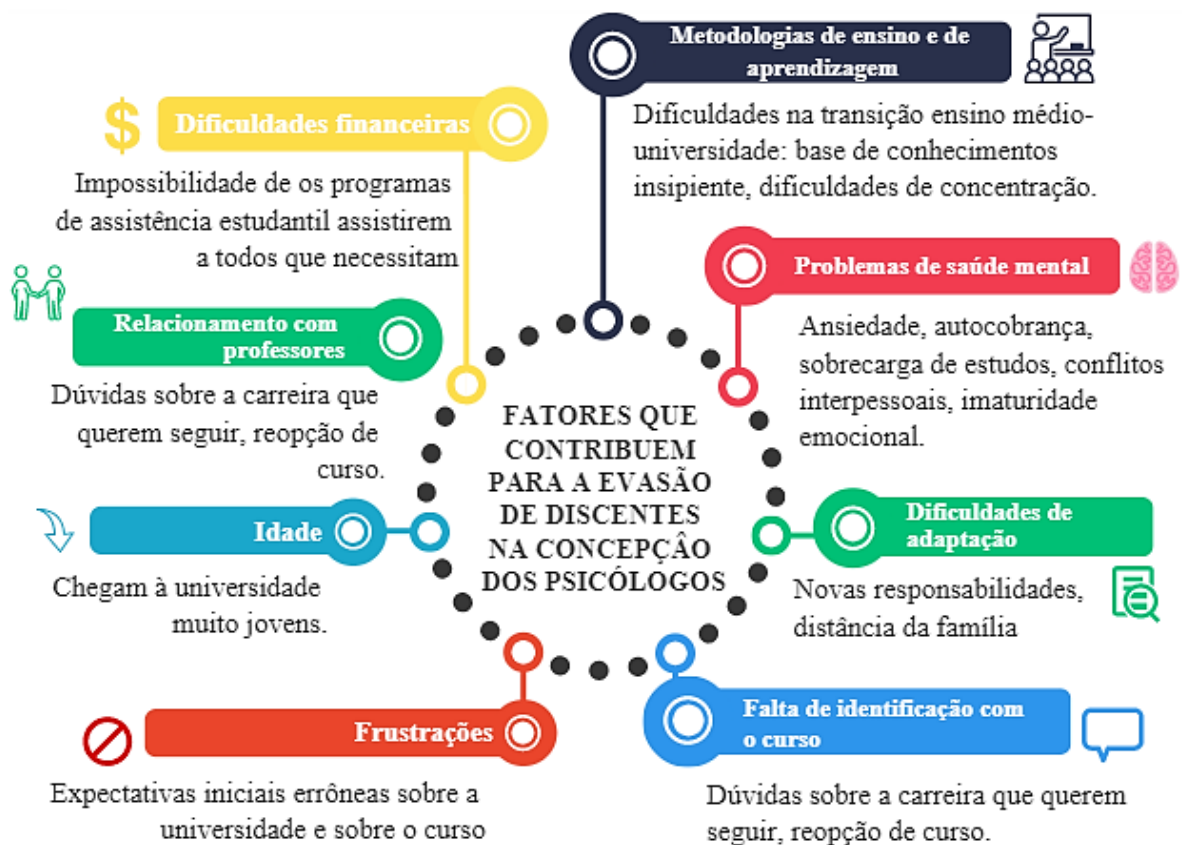 Metodologias de ensino e de
aprendizagem
Dificuldades na transição ensino médio-
universidade: base de conhecimentos
insipiente, dificuldades de concentração.
$ Dificuldades financeiras
Impossibilidade de os programas
de assistência estudantil assistirem
a todos que necessitam
Problemas de saúde mental
Ansiedade, autocobrança,
sobrecarga de estudos, conflitos
interpessoais, imaturidade
emocional.
Relacionamento com
professores
Dúvidas sobre a carreira que
querem seguir, reopção de
curso.
FATORES QUE
CONTRIBUEM
PARA A EVASÃO
DE DISCENTES
NA CONCEPÇÂO
DOS PSICÓLOGOS
Idade
Chegam à universidade
muito jovens.
Dificuldades de
adaptação
Novas responsabilidades,
distância da família
Frustrações
Expectativas iniciais errôneas sobre a
universidade e sobre o curso
Falta de identificação com
o curso
Dúvidas sobre a carreira que querem
seguir, reopção de curso.